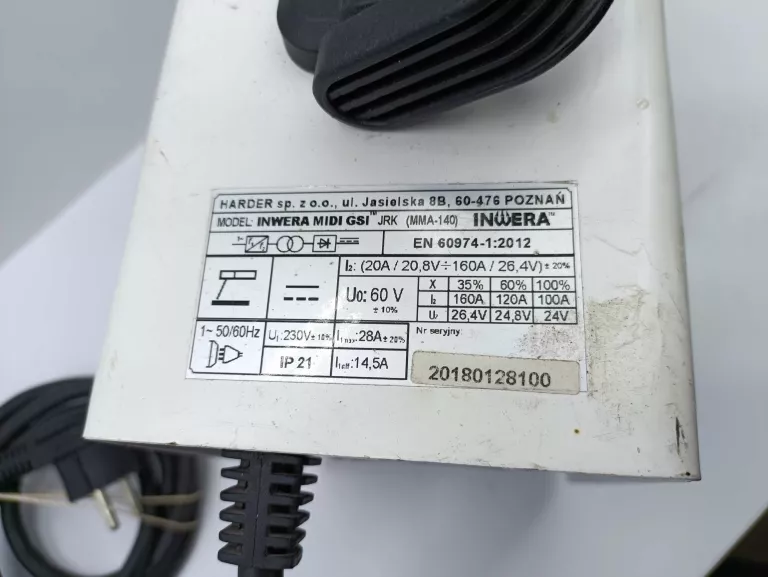 HARDER sp. z o.o., ul. Jasielska 8B, 60-476 POZNAŃ
MODEL: INWERA MIDI GSI™ JRK (MMA-140) INWERA™
EN 60974-1:2012
I₂: (20A / 20,8V÷160A / 26,4V) ± 20%
U₀: 60 V
± 10%
X 35% 60% 100%
I₂ 160A 120A 100A
U₂ 26,4V 24,8V 24V
1~ 50/60Hz
U₁: 230V± 10%
I₁max:28A± 20%
IP 21
I₁eff:14,5A
Nr seryjny:
20180128100